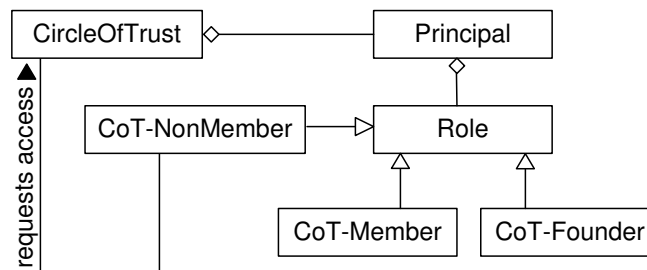 CircleOfTrust
Principal
CoT-NonMember
Role
requests access
CoT-Member
CoT-Founder